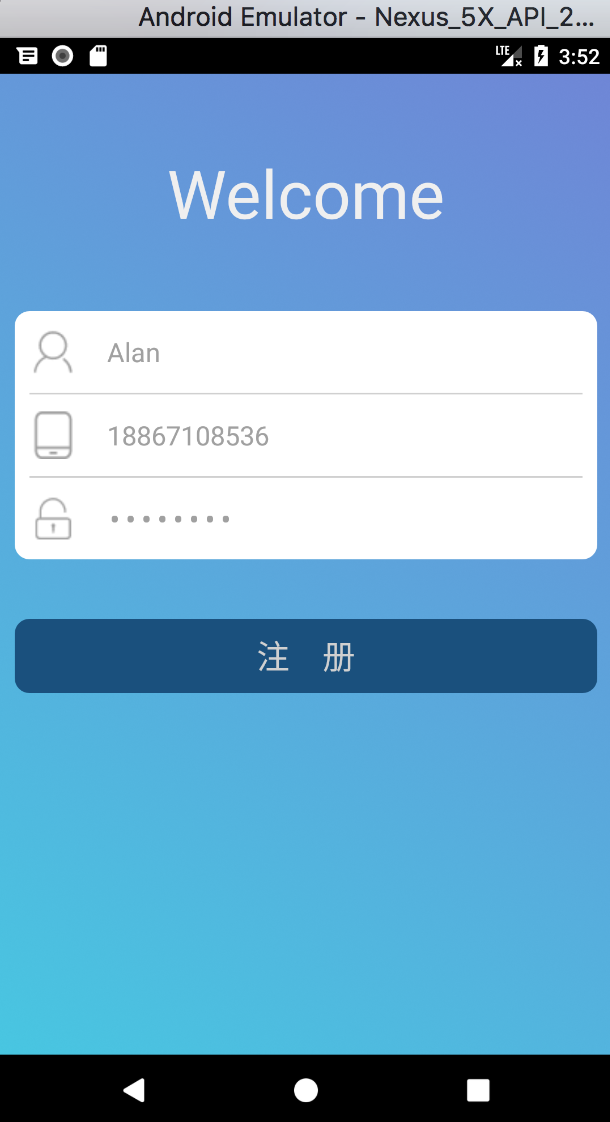 Android Emulator - Nexus_5X_API_2...
LTE 3:52
Welcome
Alan
18867108536
••••••••
注 册